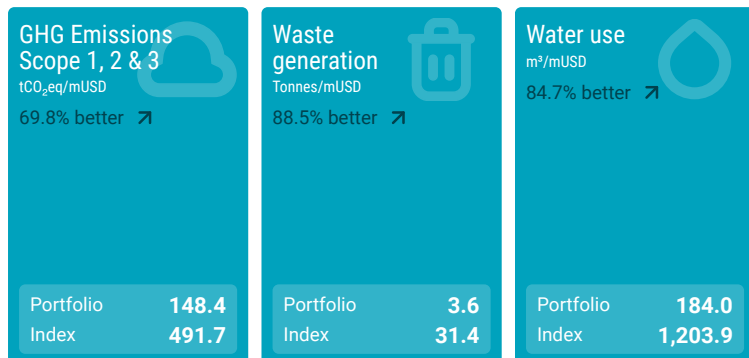 GHG Emissions
Scope 1, 2 & 3
tCO₂eq/mUSD
69.8% better
Portfolio 148.4
Index 491.7
Waste
generation
Tonnes/mUSD
88.5% better
Portfolio 3.6
Index 31.4
Water use
m³/mUSD
84.7% better
Portfolio 184.0
Index 1,203.9